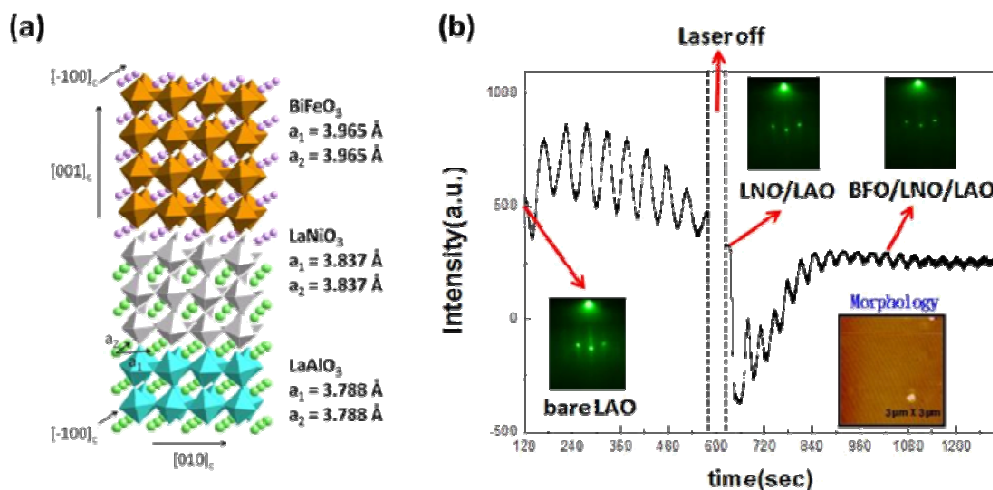 (a)
[-100]c
[001]c
BiFeO3
a1 = 3.965 Å
a2 = 3.965 Å
LaNiO3
a1 = 3.837 Å
a2 = 3.837 Å
a2
a1
LaAlO3
a1 = 3.788 Å
a2 = 3.788 Å
[-100]c
[010]c
(b)
Laser off
1000
500
0
-500
Intensity(a.u.)
LNO/LAO
BFO/LNO/LAO
bare LAO
Morphology
3μm X 3μm
120 240 360 480 600 720 840 960 1080 1200
time(sec)